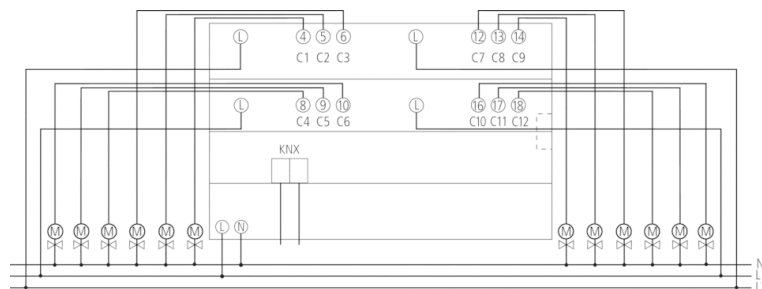 L 4 5 6 L 12 13 14
C1 C2 C3 C7 C8 C9
L 8 9 10 L 16 17 18
C4 C5 C6 C10 C11 C12
KNX
L N
M M M M M M M M M M M M
N
L
L